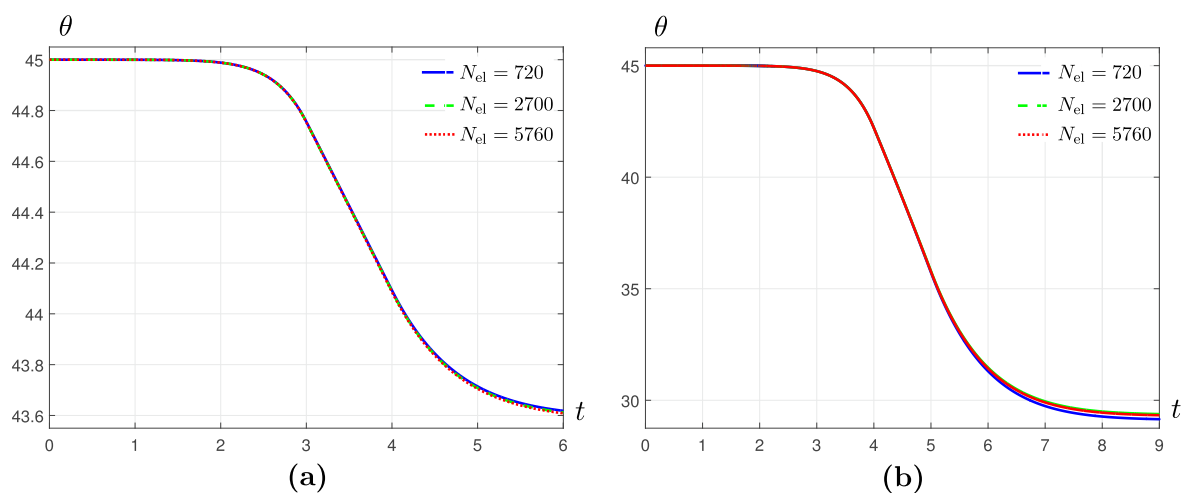 θ
45
44.8
44.6
44.4
44.2
44
43.8
43.6
N_el = 720
N_el = 2700
N_el = 5760
0 1 2 3 4 5 6
t
(a)
θ
45
40
35
30
N_el = 720
N_el = 2700
N_el = 5760
0 1 2 3 4 5 6 7 8 9
t
(b)